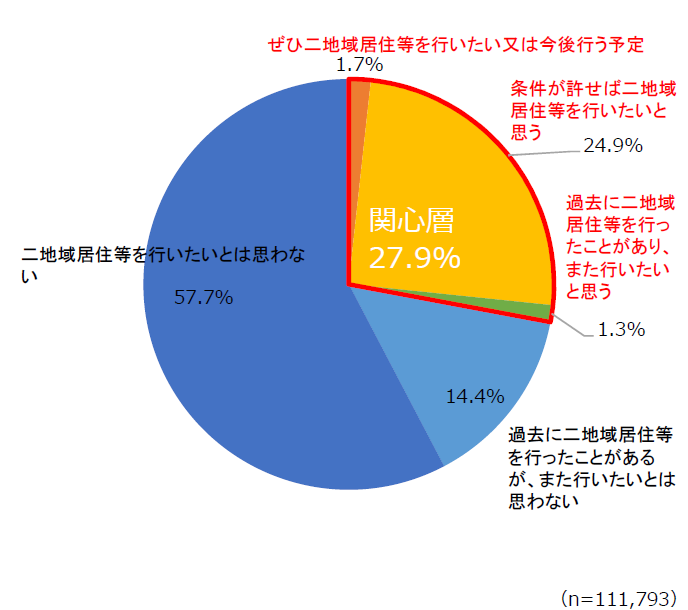 ぜひ二地域居住等を行いたい又は今後行う予定
1.7%
条件が許せば二地域
居住等を行いたいと
思う
24.9%
過去に二地域
居住等を行っ
たことがあり、
また行いたい
と思う
1.3%
関心層
27.9%
二地域居住等を行いたいとは思わな
い
57.7%
14.4%
過去に二地域居住等
を行ったことがある
が、また行いたいとは
思わない
(n=111,793)